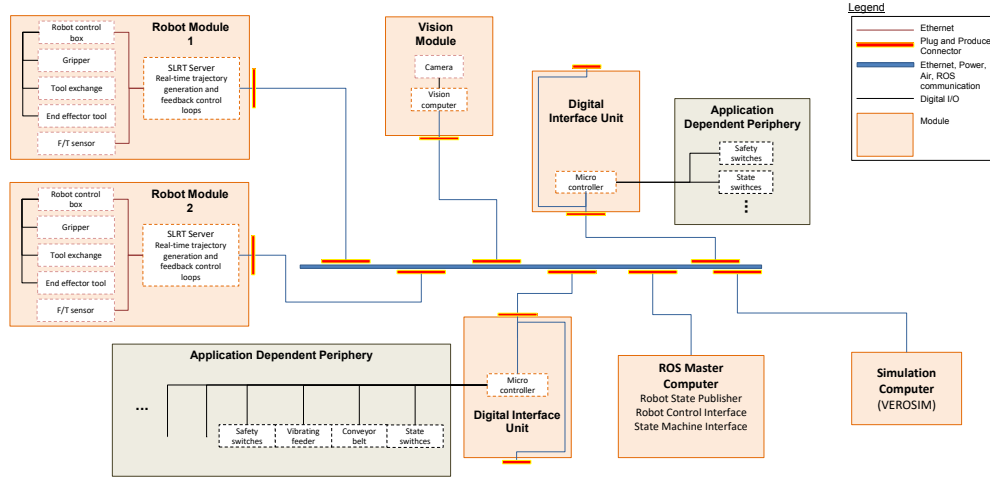 Robot Module
1
Robot control
box
Gripper
Tool exchange
End effector tool
F/T sensor
SLRT Server
Real-time trajectory
generation and
feedback control
loops
Vision
Module
Camera
Vision
computer
Digital
Interface Unit
Micro
controller
Application
Dependent Periphery
Safety
switches
State
swithces
⋮
Legend
Ethernet
Plug and Produce
Connector
Ethernet, Power,
Air, ROS
communication
Digital I/O
Module
Robot Module
2
Robot control
box
Gripper
Tool exchange
End effector tool
F/T sensor
SLRT Server
Real-time trajectory
generation and
feedback control
loops
Application Dependent Periphery
...
Safety
switches
Vibrating
feeder
Conveyor
belt
State
swithces
Micro
controller
Digital Interface
Unit
ROS Master
Computer
Robot State Publisher
Robot Control Interface
State Machine Interface
Simulation
Computer
(VEROSIM)